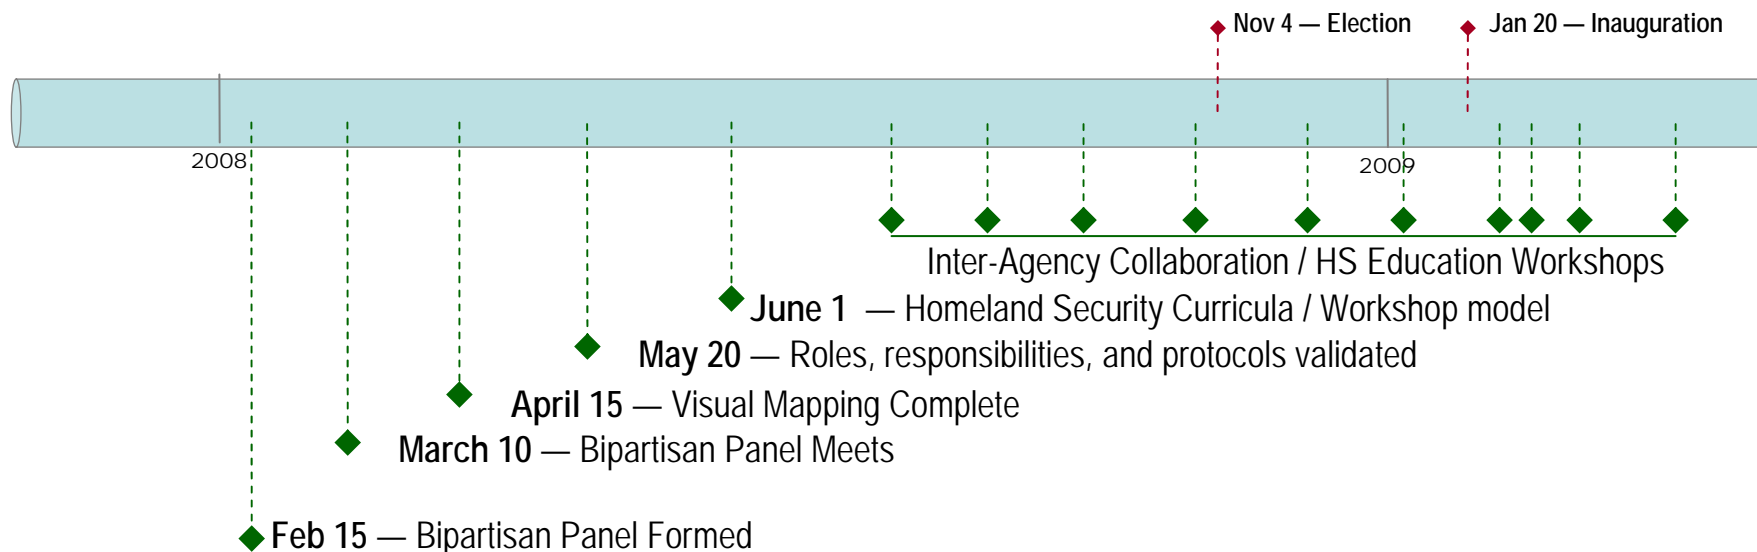 Nov 4 — Election
Jan 20 — Inauguration
2008
2009
Inter-Agency Collaboration / HS Education Workshops
June 1 — Homeland Security Curricula / Workshop model
May 20 — Roles, responsibilities, and protocols validated
April 15 — Visual Mapping Complete
March 10 — Bipartisan Panel Meets
Feb 15 — Bipartisan Panel Formed